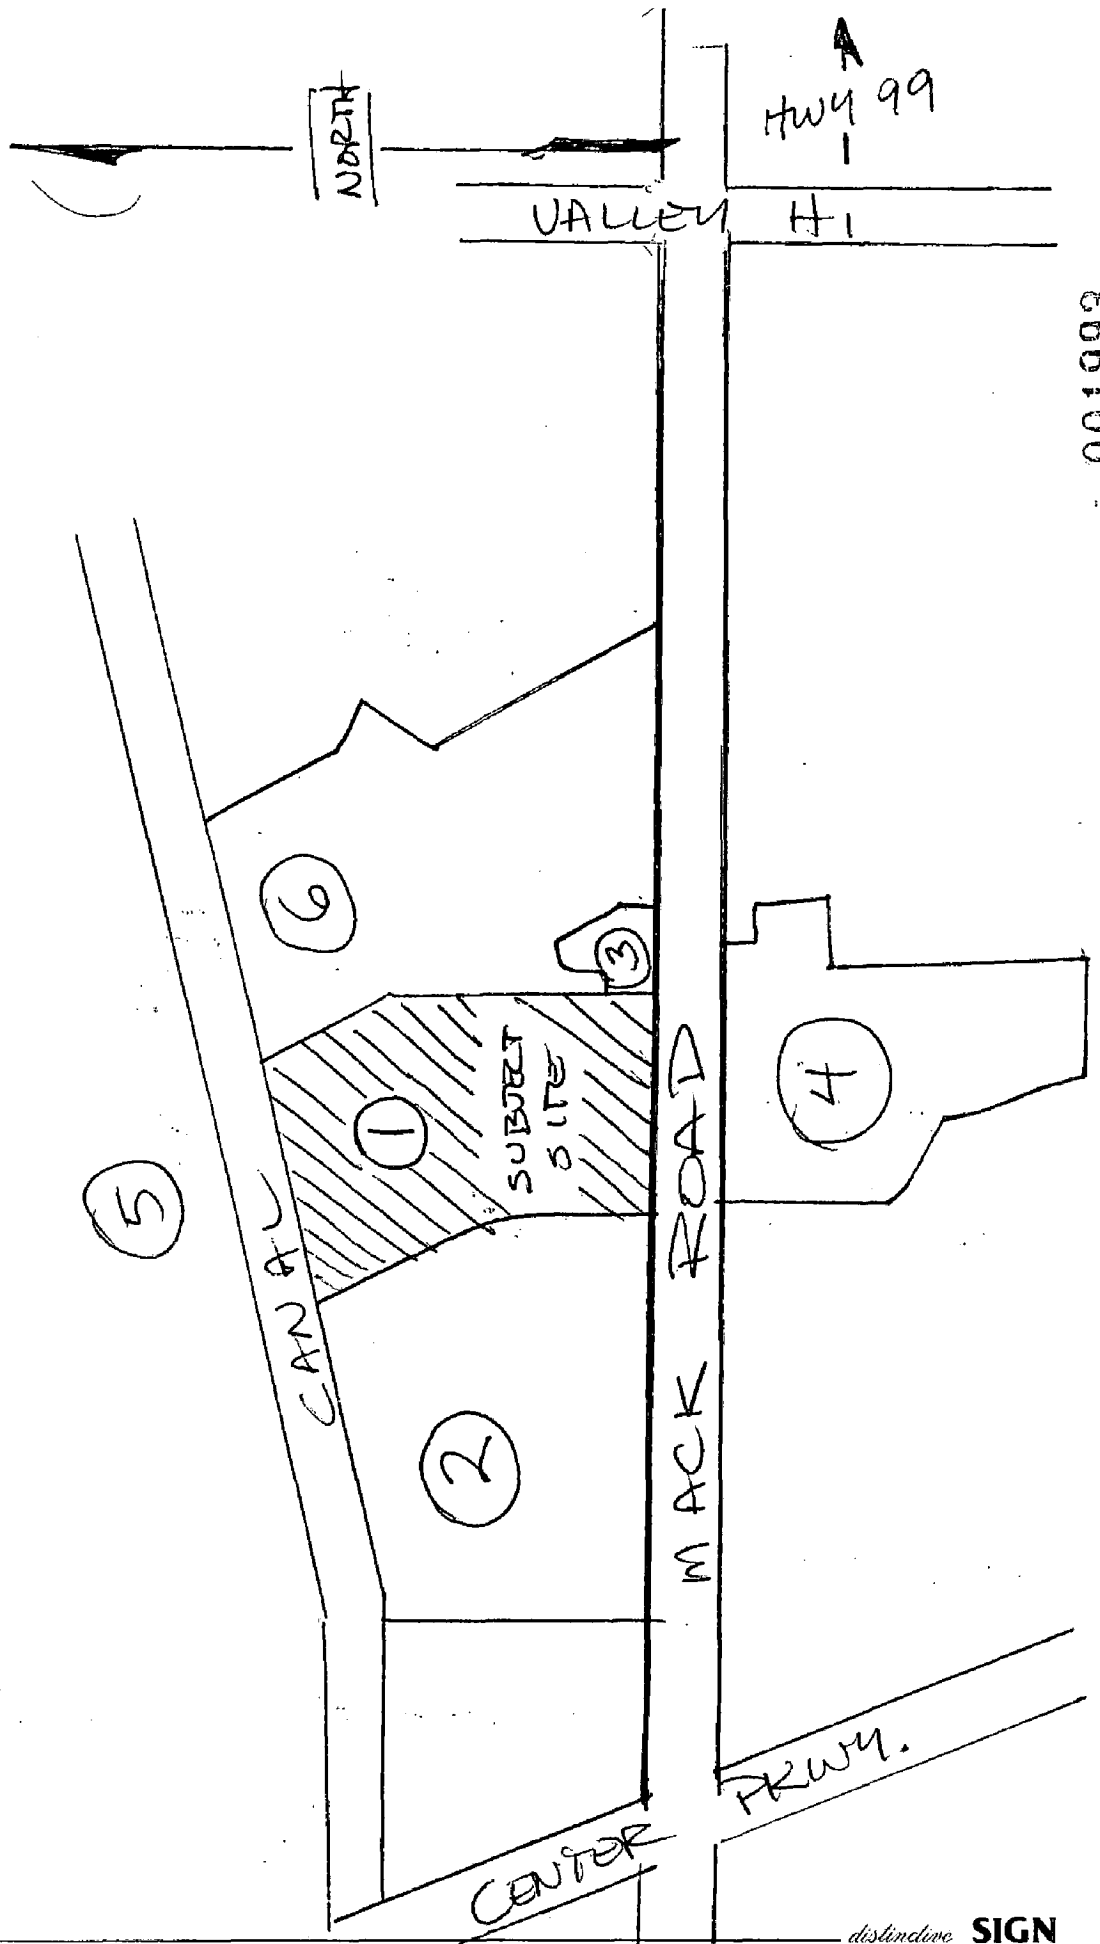 HWY 99
NORTH
VALLEY HI
6
3
SUBJECT
SITE
1
4
5
CANAL
MACK ROAD
2
CENTER PKWY.
distinctive SIGN